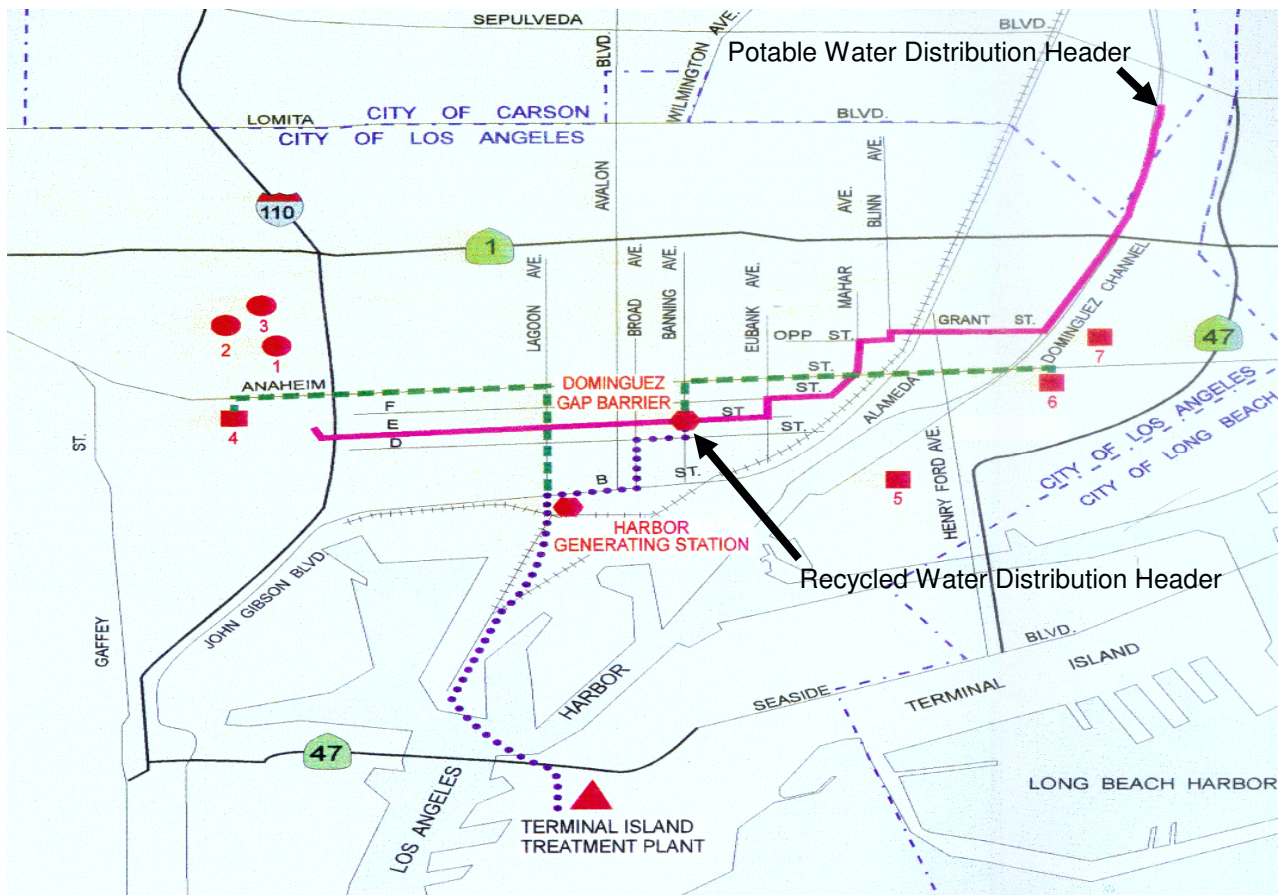 SEPULVEDA
BLVD.
BLVD.
WILMINGTON AVE.
Potable Water Distribution Header
CITY OF CARSON
LOMITA
BLVD.
CITY OF LOS ANGELES
AVALON
AVE.
BLINN
AVE.
MAHAR
110
1
LAGOON AVE.
BROAD AVE.
BANNING AVE.
EUBANK AVE.
DOMINGUEZ CHANNEL
47
3
2
1
GRANT ST.
OPP ST.
7
ANAHEIM
ST.
DOMINGUEZ
GAP BARRIER
F
ST.
E
ST.
D
ST.
ALAMEDA
6
4
ST.
GAFFEY
B
ST.
HENRY FORD AVE.
5
CITY OF LOS ANGELES
CITY OF LONG BEACH
HARBOR
GENERATING STATION
Recycled Water Distribution Header
JOHN GIBSON BLVD
HARBOR
SEASIDE
BLVD.
TERMINAL ISLAND
47
LOS ANGELES
LONG BEACH HARBOR
TERMINAL ISLAND
TREATMENT PLANT